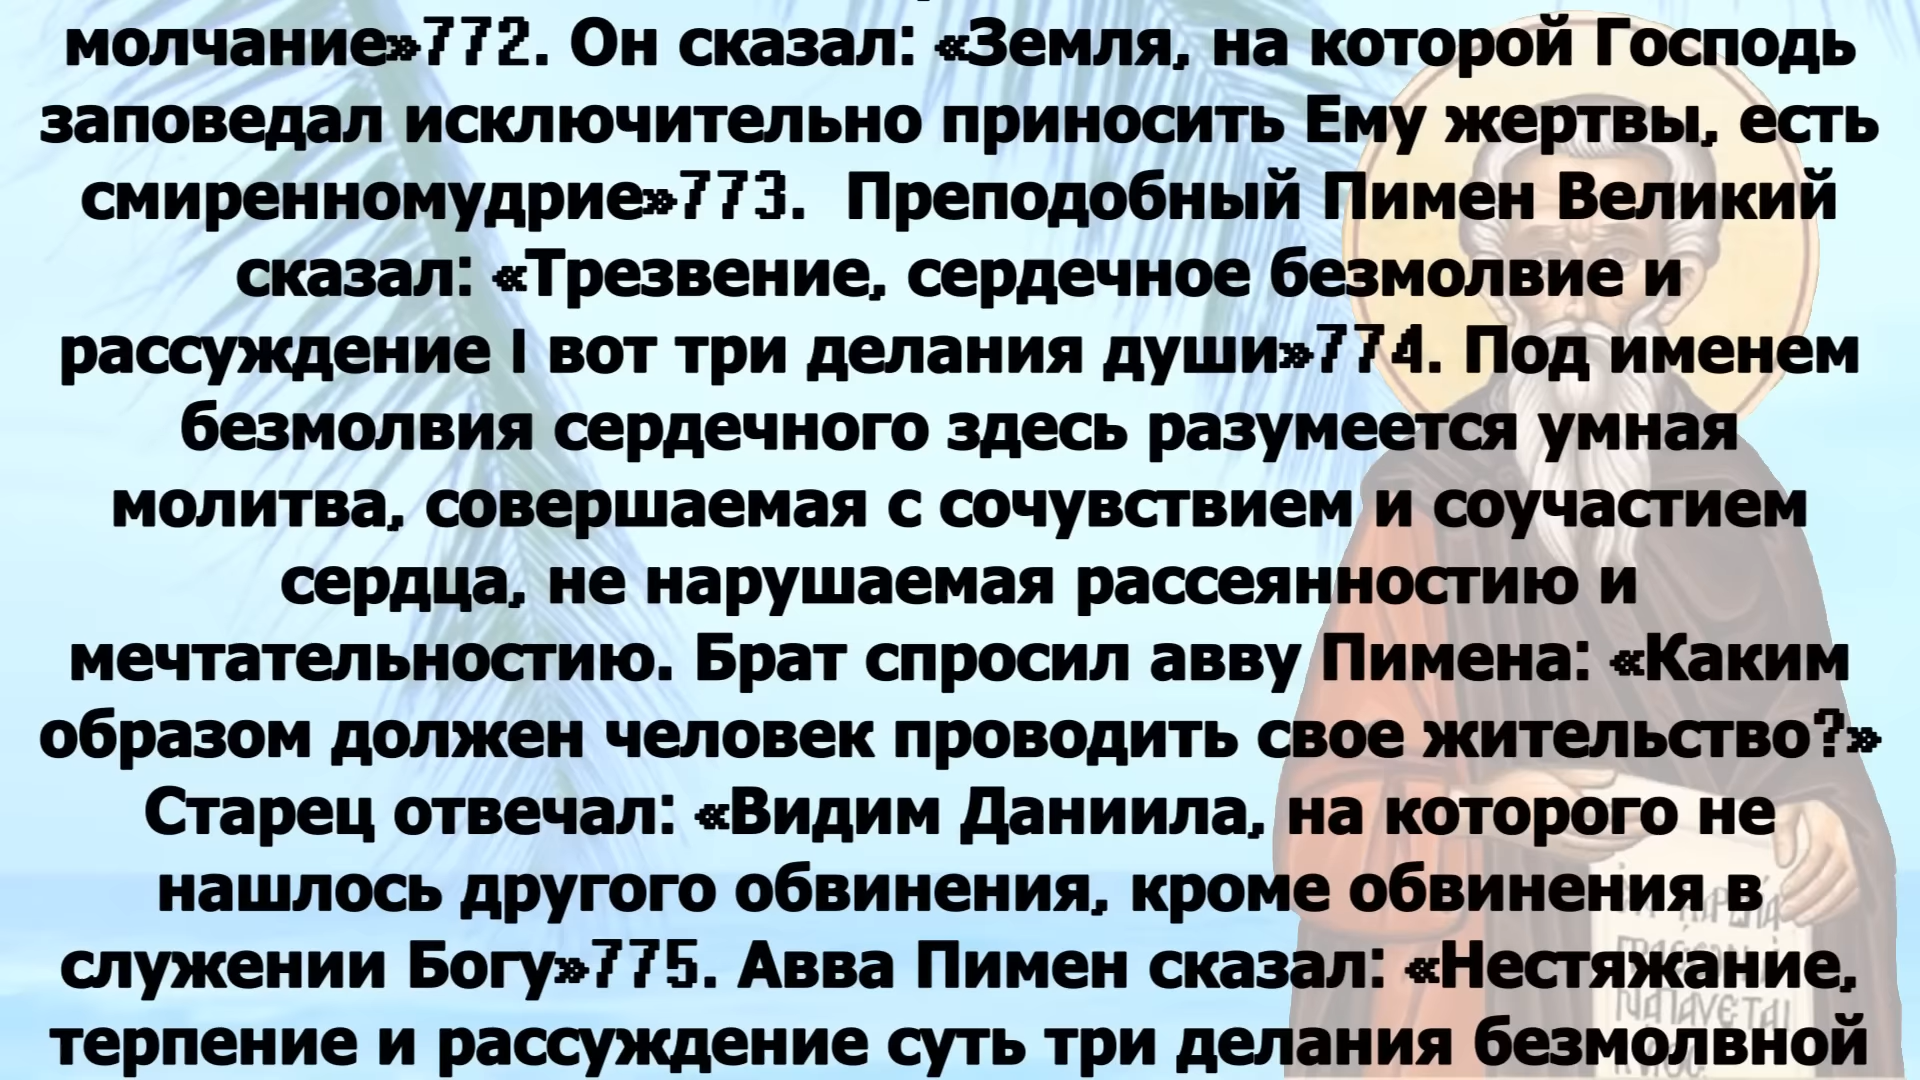 молчание»772. Он сказал: «Земля, на которой Господь
заповедал исключительно приносить Ему жертвы, есть
смиренномудрие»773. Преподобный Пимен Великий
сказал: «Трезвение, сердечное безмолвие и
рассуждение I вот три делания души»774. Под именем
безмолвия сердечного здесь разумеется умная
молитва, совершаемая с сочувствием и соучастием
сердца, не нарушаемая рассеянностию и
мечтательностию. Брат спросил авву Пимена: «Каким
образом должен человек проводить свое жительство?»
Старец отвечал: «Видим Даниила, на которого не
нашлось другого обвинения, кроме обвинения в
служении Богу»775. Авва Пимен сказал: «Нестяжание,
терпение и рассуждение суть три делания безмолвной